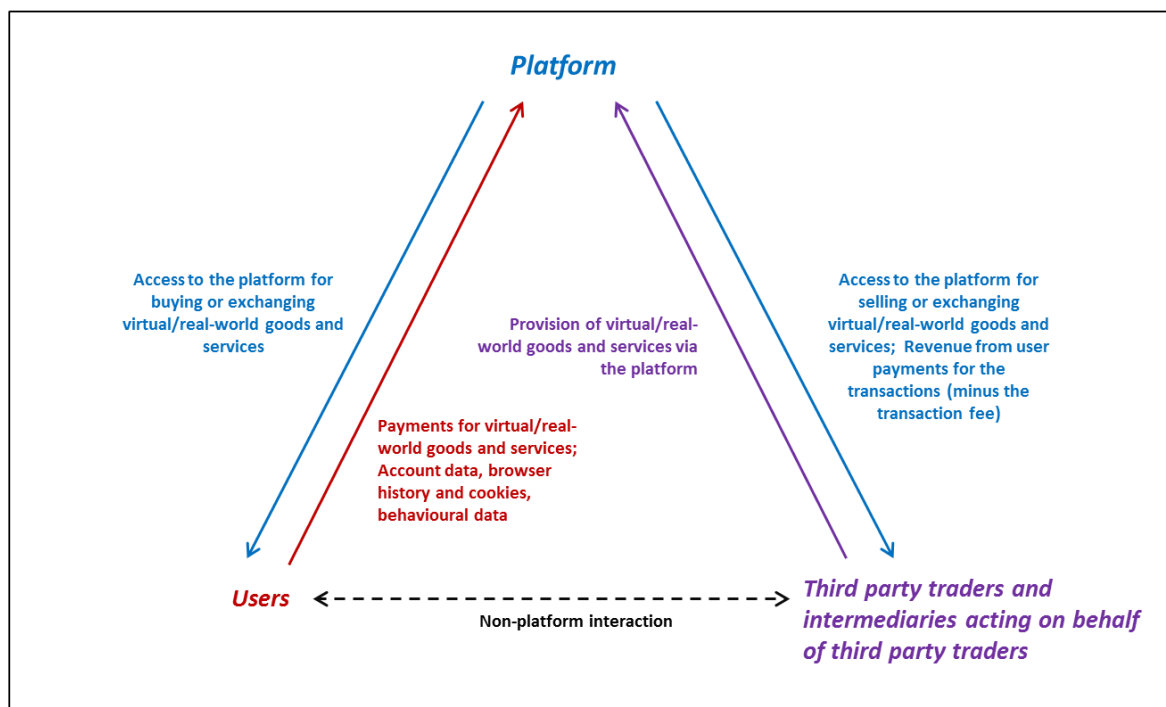 Platform
Access to the platform for
buying or exchanging
virtual/real-world goods and
services
Provision of virtual/real-
world goods and services via
the platform
Access to the platform for
selling or exchanging
virtual/real-world goods and
services; Revenue from user
payments for the
transactions (minus the
transaction fee)
Payments for virtual/real-
world goods and services;
Account data, browser
history and cookies,
behavioural data
Users
Non-platform interaction
Third party traders and
intermediaries acting on behalf
of third party traders